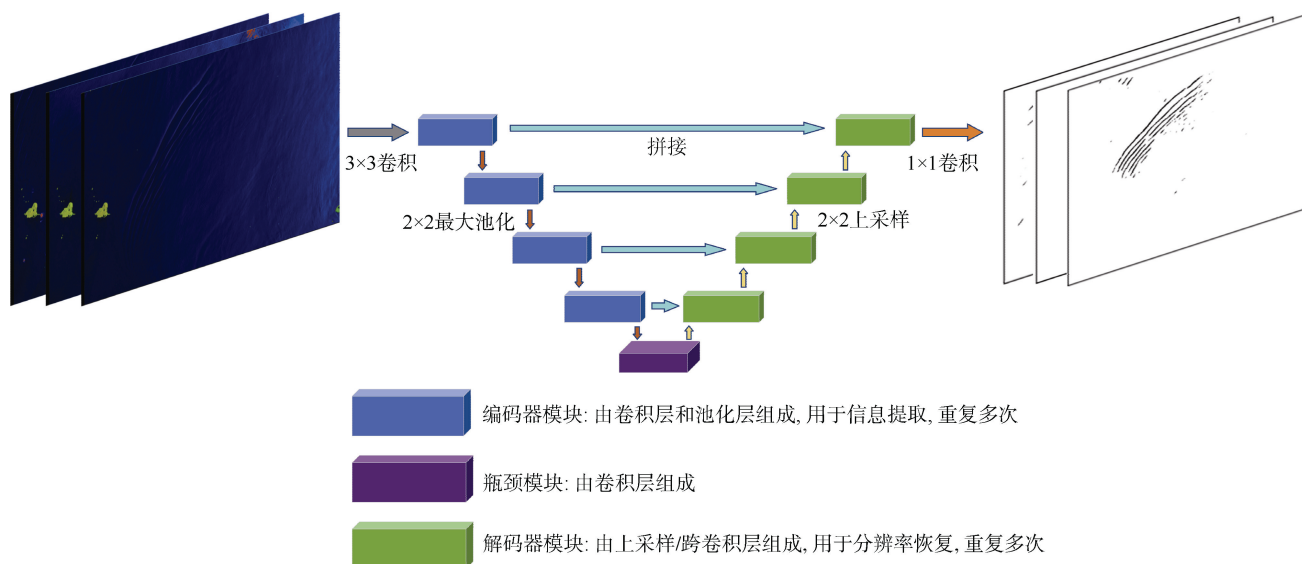 拼接
3×3卷积
1×1卷积
2×2最大池化
2×2上采样
编码器模块: 由卷积层和池化层组成, 用于信息提取, 重复多次
瓶颈模块: 由卷积层组成
解码器模块: 由上采样/跨卷积层组成, 用于分辨率恢复, 重复多次